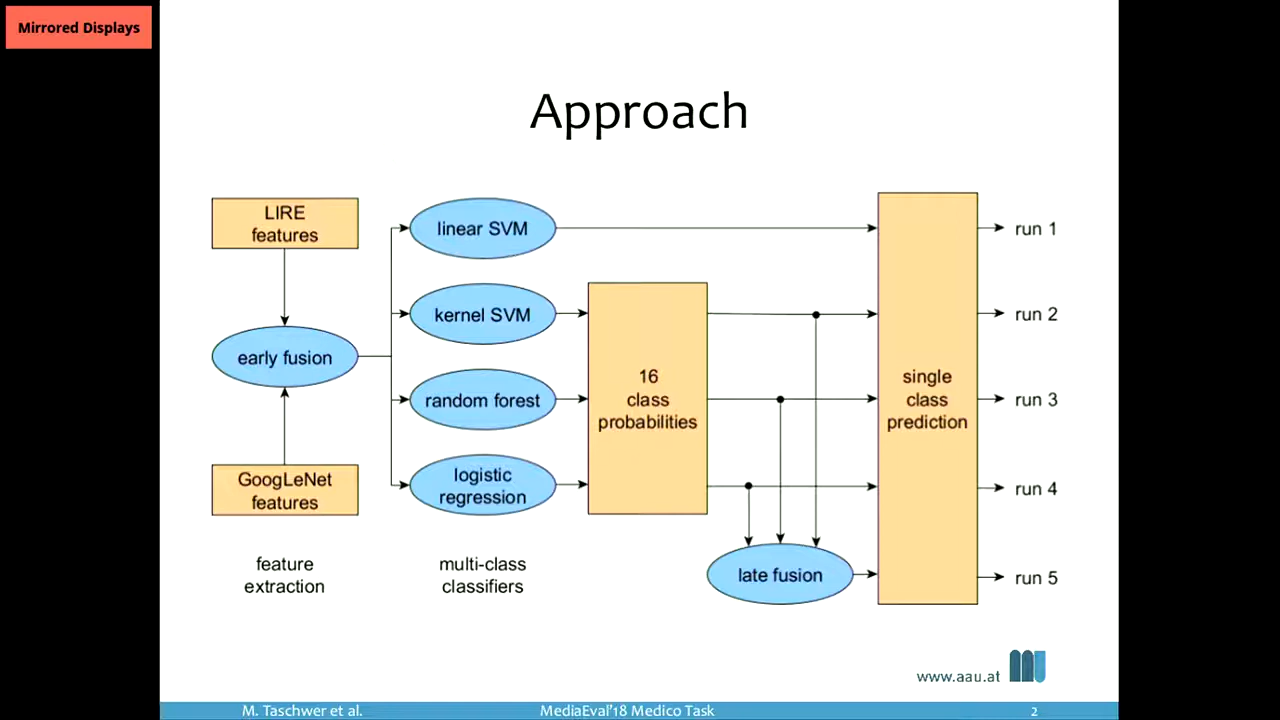 Mirrored Displays
Approach
LIRE
features
early fusion
GoogLeNet
features
feature
extraction
linear SVM
kernel SVM
random forest
logistic
regression
multi-class
classifiers
16
class
probabilities
late fusion
single
class
prediction
run 1
run 2
run 3
run 4
run 5
www.aau.at
M. Taschwer et al.
MediaEval'18 Medico Task
2